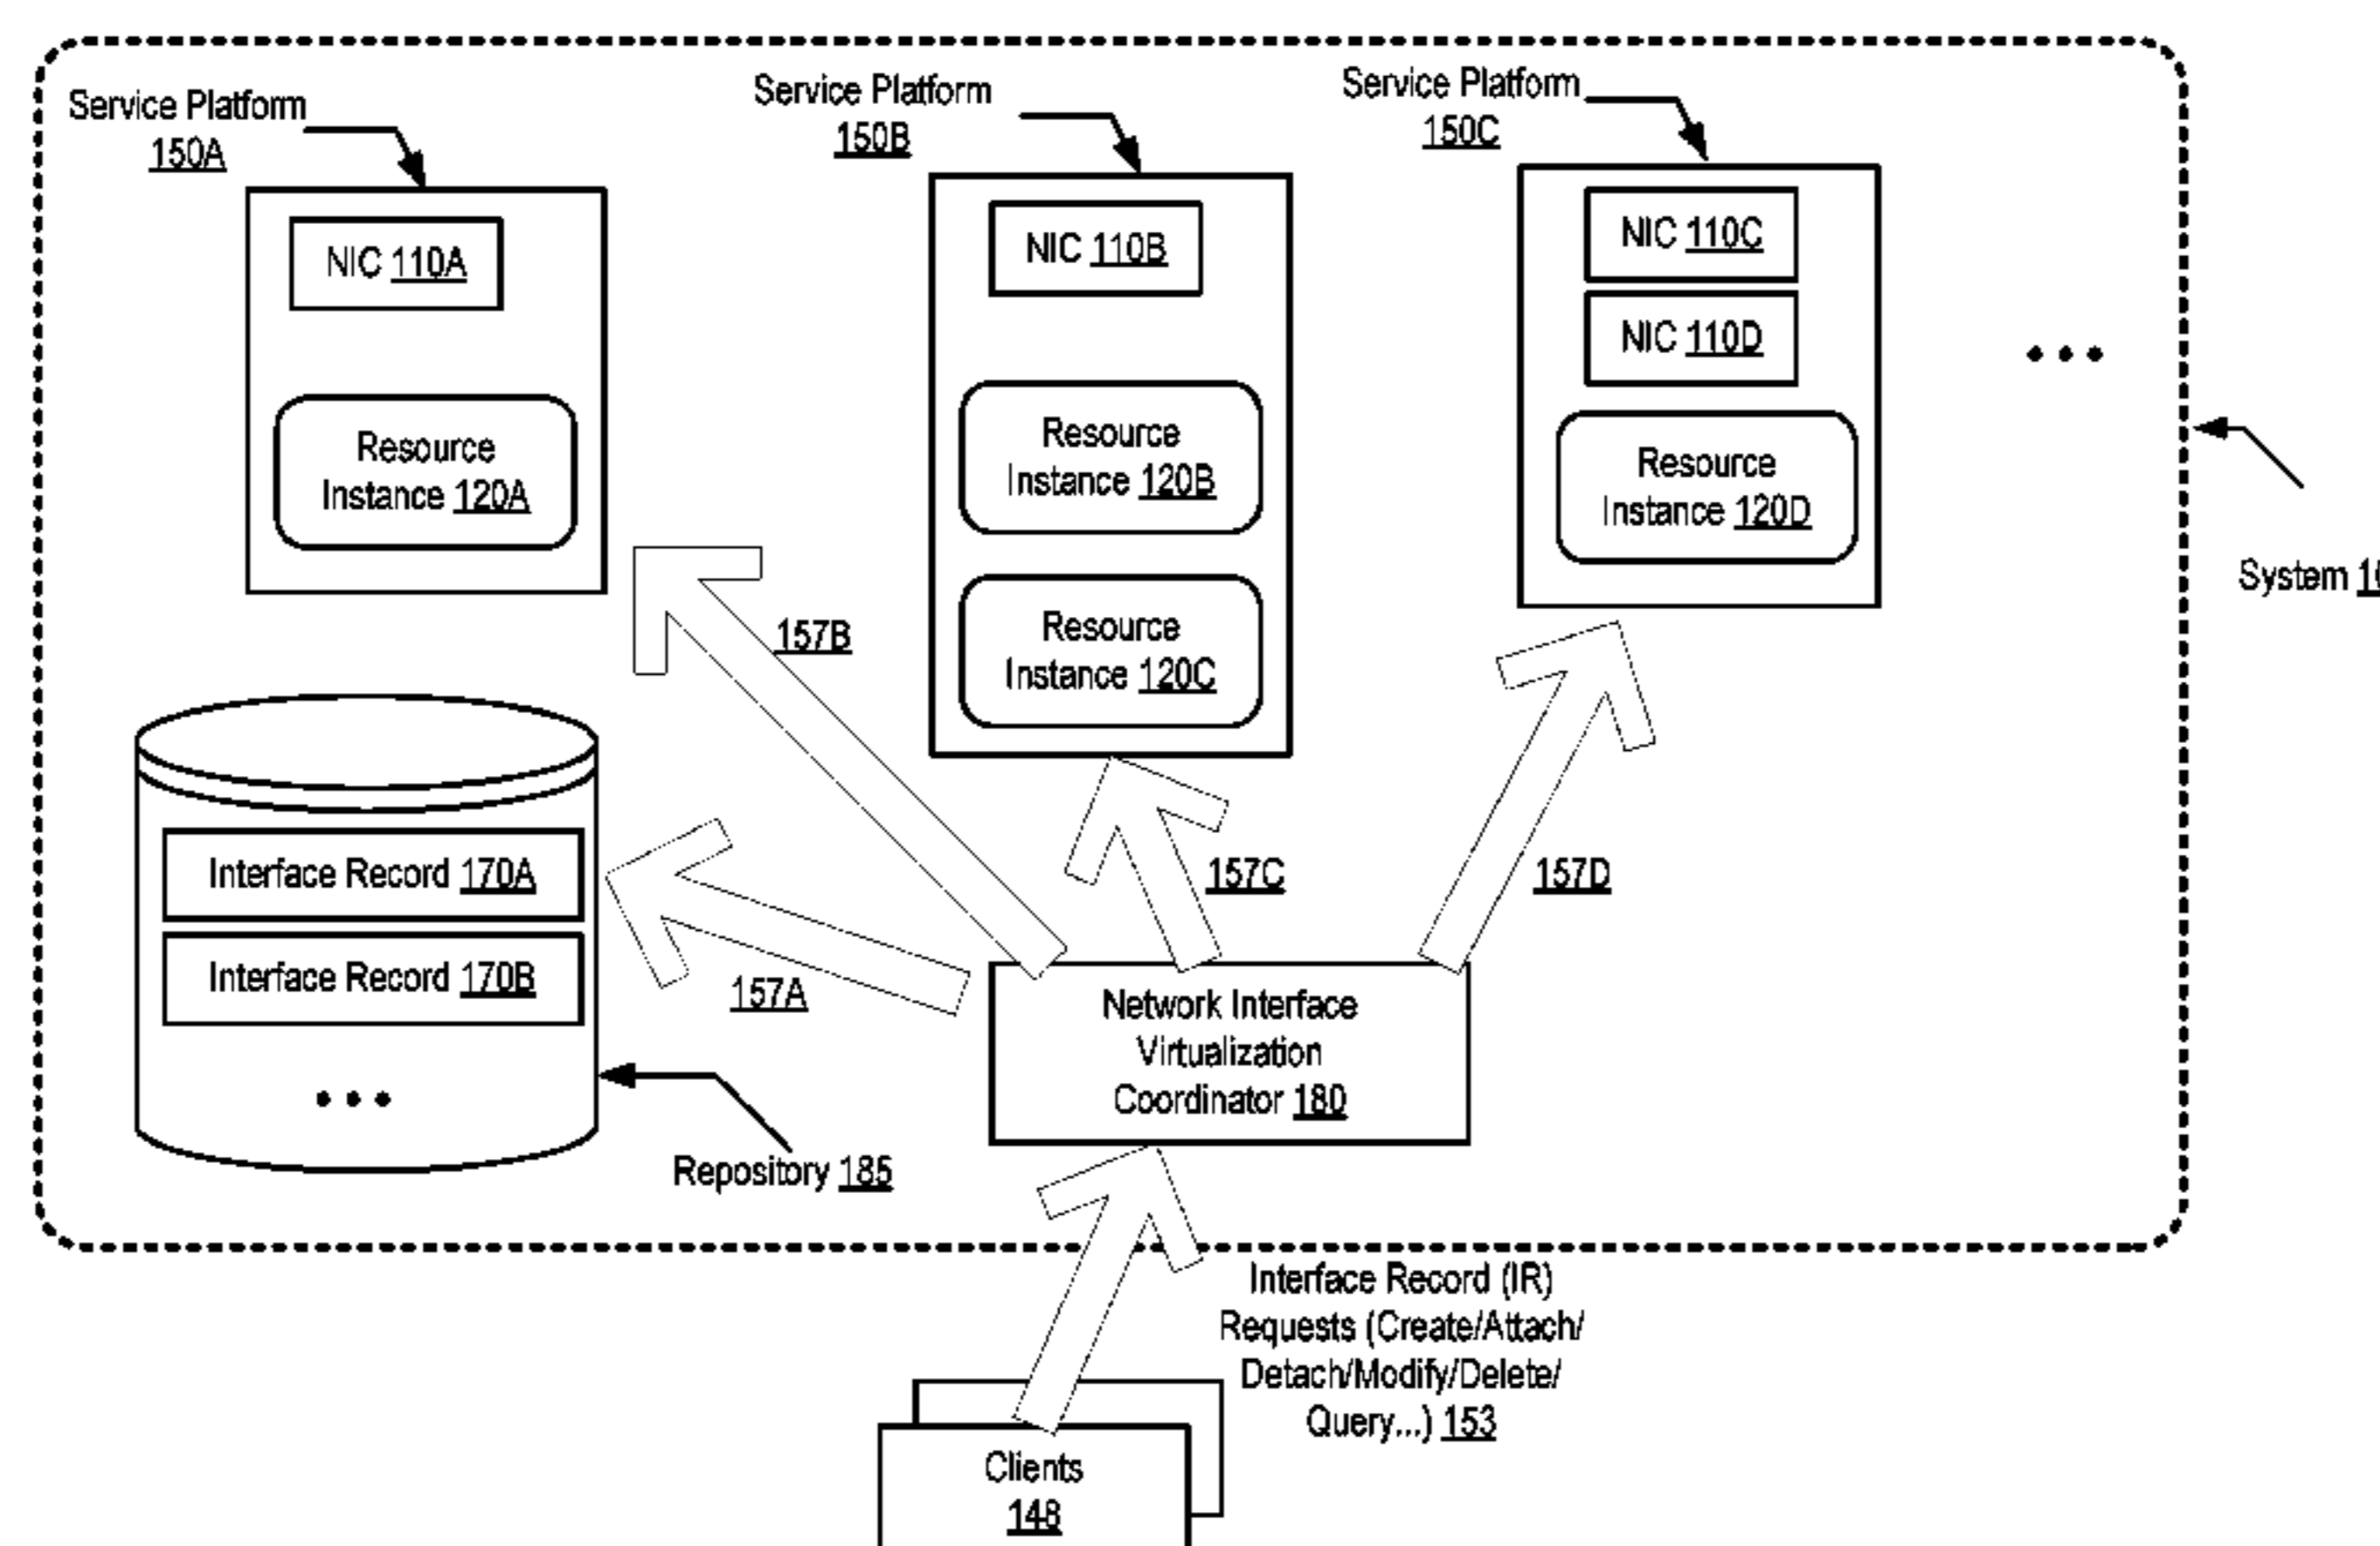 Service Platform
150A
Service Platform
150B
Service Platform
150C
NIC 110A
NIC 110B
NIC 110C
NIC 110D
Resource
Instance 120A
Resource
Instance 120B
Resource
Instance 120C
Resource
Instance 120D
System
157B
157C
157D
157A
Interface Record 170A
Interface Record 170B
...
Repository 185
Network Interface
Virtualization
Coordinator 180
Interface Record (IR)
Requests (Create/Attach/
Detach/Modify/Delete/
Query...) 153
Clients
148